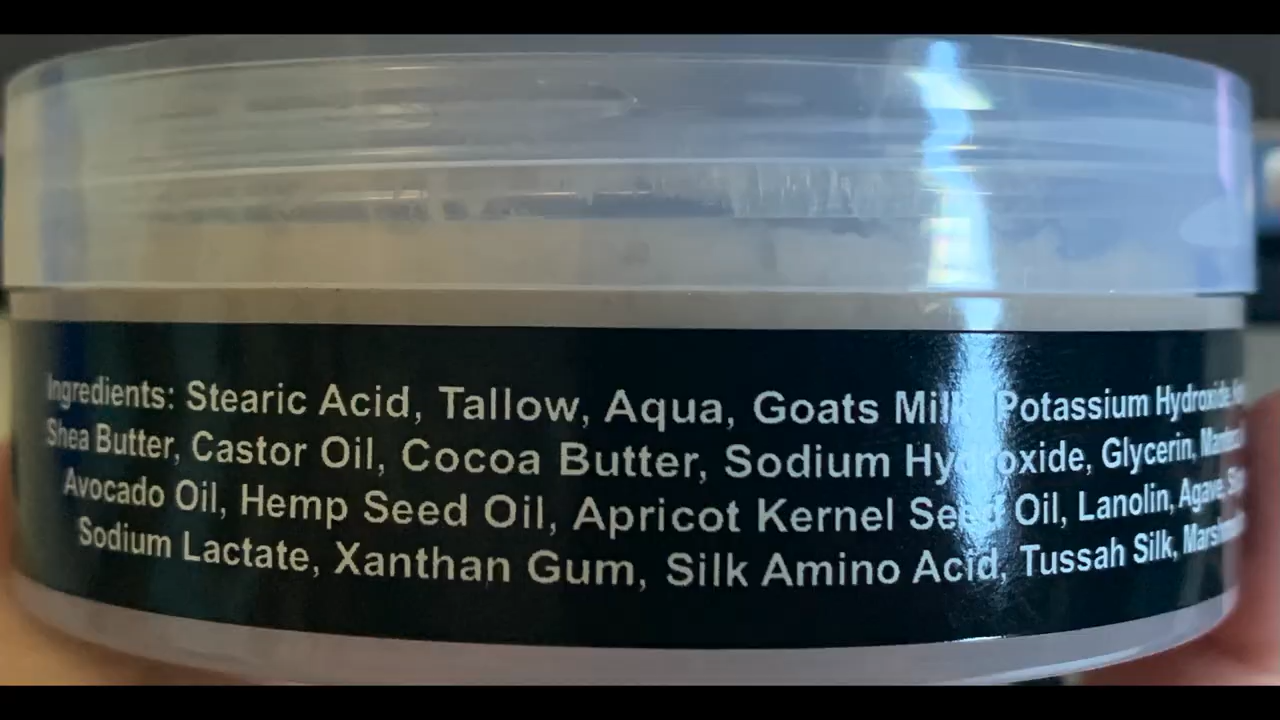 Ingredients: Stearic Acid, Tallow, Aqua, Goats Milk, Potassium Hydroxide,
Shea Butter, Castor Oil, Cocoa Butter, Sodium Hydroxide, Glycerin,
Avocado Oil, Hemp Seed Oil, Apricot Kernel Seed Oil, Lanolin, Agave,
Sodium Lactate, Xanthan Gum, Silk Amino Acid, Tussah Silk,